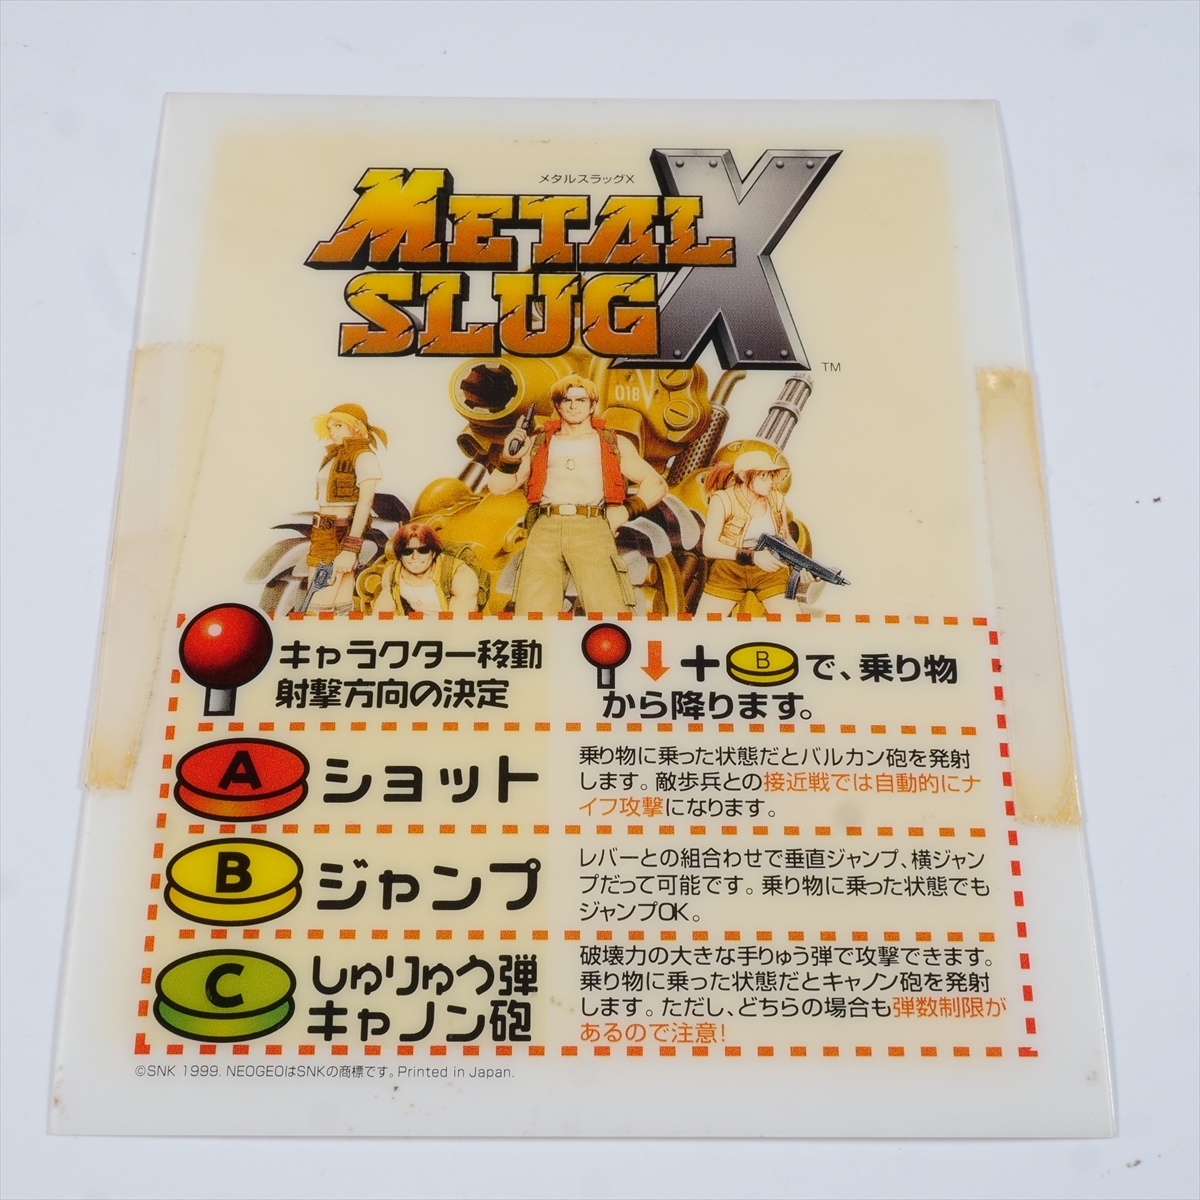 メタルスラッグX
METAL
SLUG
X
TM
018
キャラクター移動
射撃方向の決定
↓+Bで、乗り物
から降ります。
A ショット
乗り物に乗った状態だとバルカン砲を発射
します。敵歩兵との接近戦では自動的にナ
イフ攻撃になります。
B ジャンプ
レバーとの組合わせで垂直ジャンプ、横ジャン
プだって可能です。乗り物に乗った状態でも
ジャンプOK。
C しゅりゅう弾
キャノン砲
破壊力の大きな手りゅう弾で攻撃できます。
乗り物に乗った状態だとキャノン砲を発射
します。ただし、どちらの場合も弾数制限が
あるので注意!
©SNK 1999. NEOGEOはSNKの商標です。Printed in Japan.